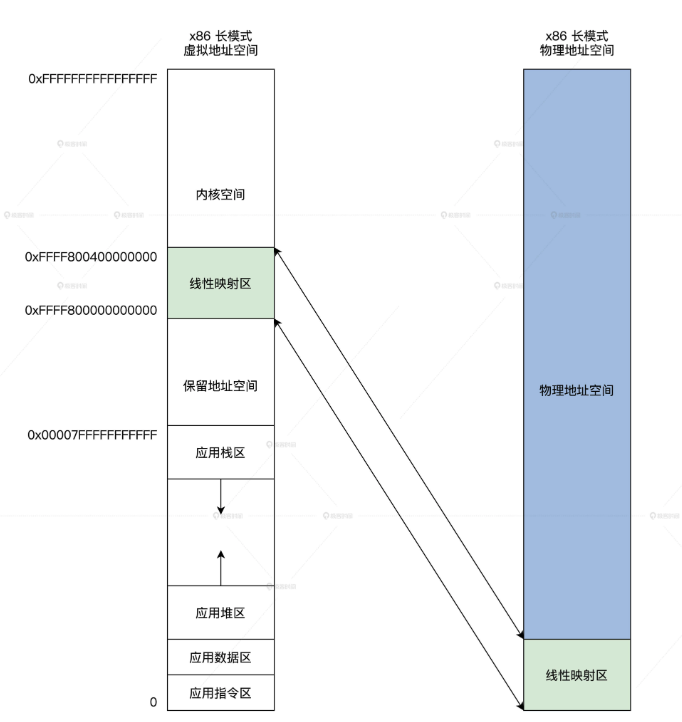 x86 长模式
虚拟地址空间
x86 长模式
物理地址空间
0xFFFFFFFFFFFFFFFF
内核空间
0xFFFF800400000000
线性映射区
0xFFFF800000000000
保留地址空间
物理地址空间
0x00007FFFFFFFFFFF
应用栈区
应用堆区
应用数据区
线性映射区
应用指令区
0